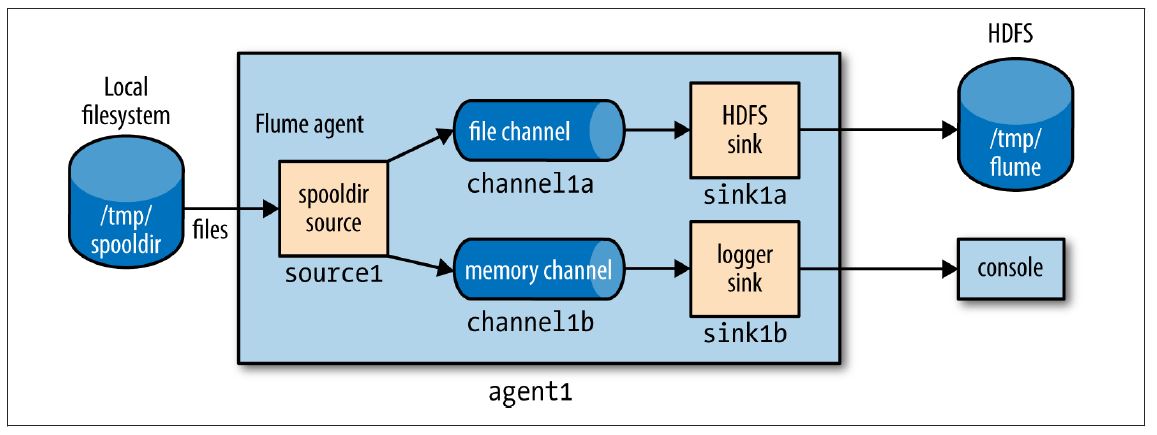 Local
filesystem
/tmp/
spooldir
files
Flume agent
spooldir
source
source1
file channel
channel1a
memory channel
channel1b
HDFS
sink
sink1a
logger
sink
sink1b
agent1
HDFS
/tmp/
flume
console